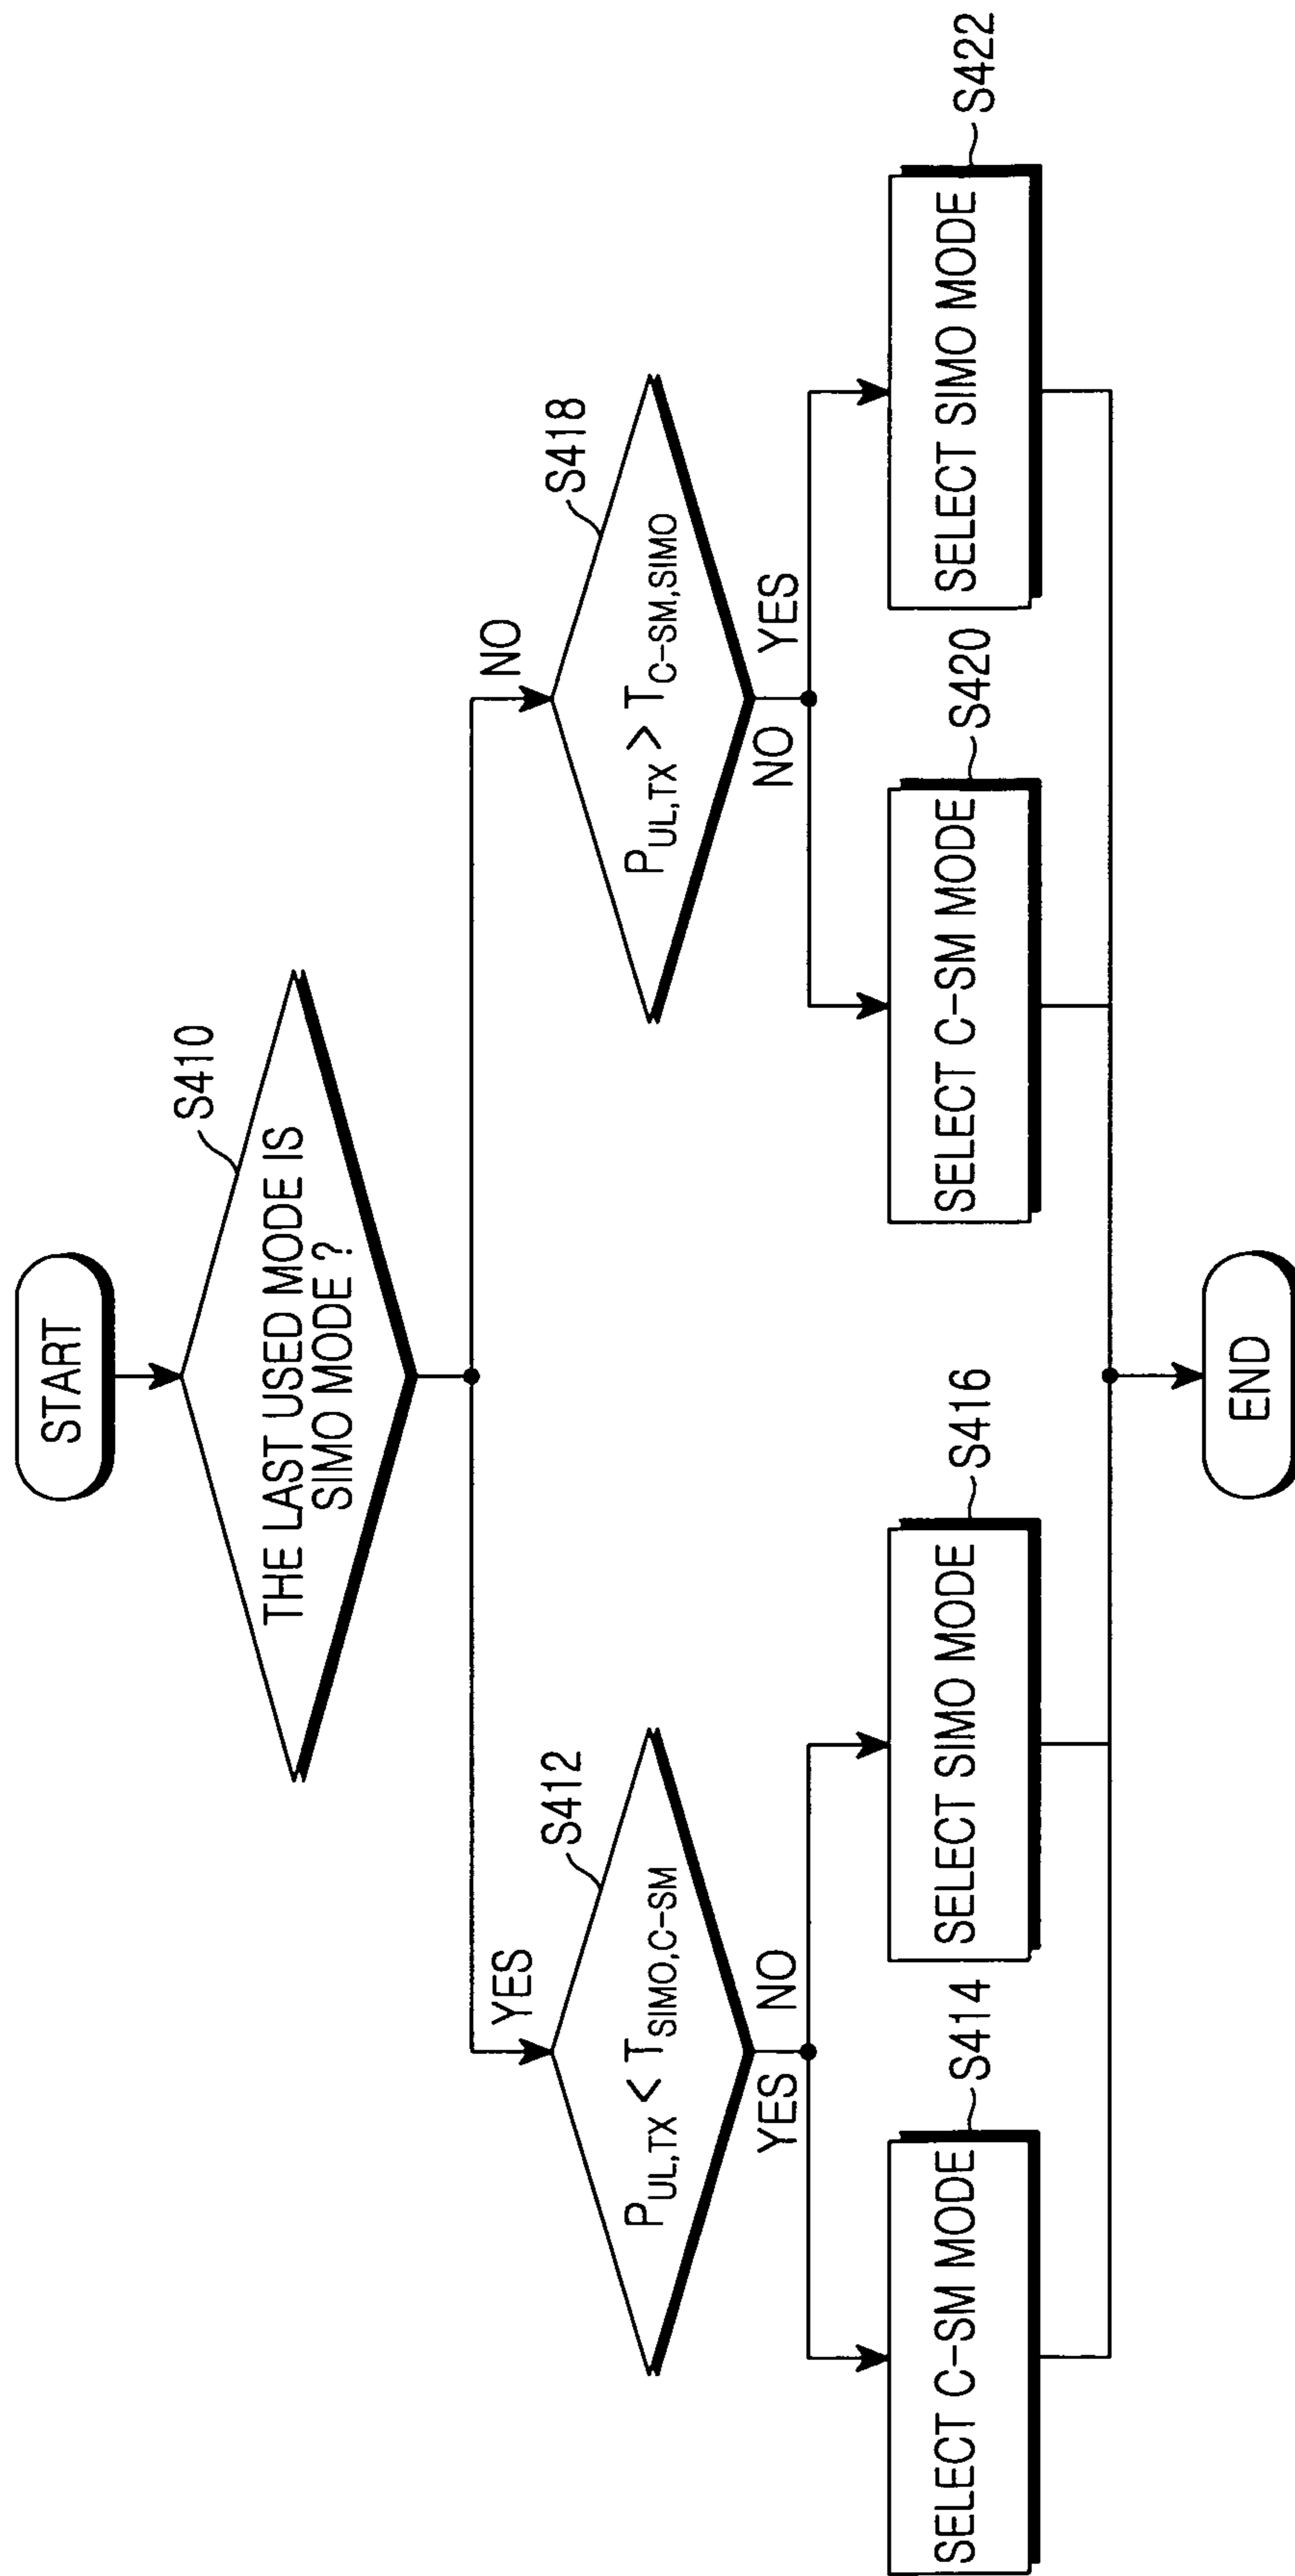 START
S410
THE LAST USED MODE IS
SIMO MODE ?
YES
NO
S412
P_UL,TX < T_SIMO,C-SM
S418
P_UL,TX > T_C-SM,SIMO
YES
NO
NO
YES
S414
SELECT C-SM MODE
S416
SELECT SIMO MODE
S420
SELECT C-SM MODE
S422
SELECT SIMO MODE
END